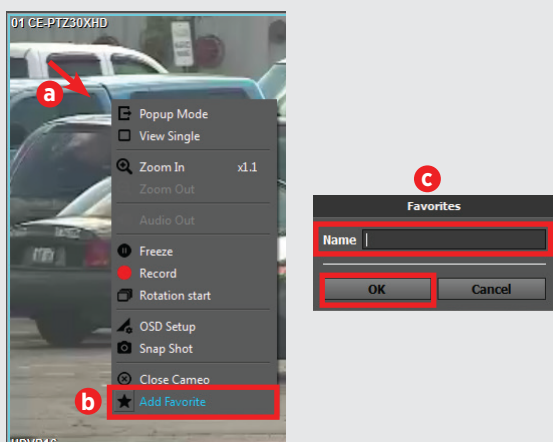 01 CE-PTZ30XHD
a
Popup Mode
View Single
Zoom In x1.1
Zoom Out
Audio Out
Freeze
Record
Rotation start
OSD Setup
Snap Shot
Close Cameo
b
Add Favorite
c
Favorites
Name
OK Cancel